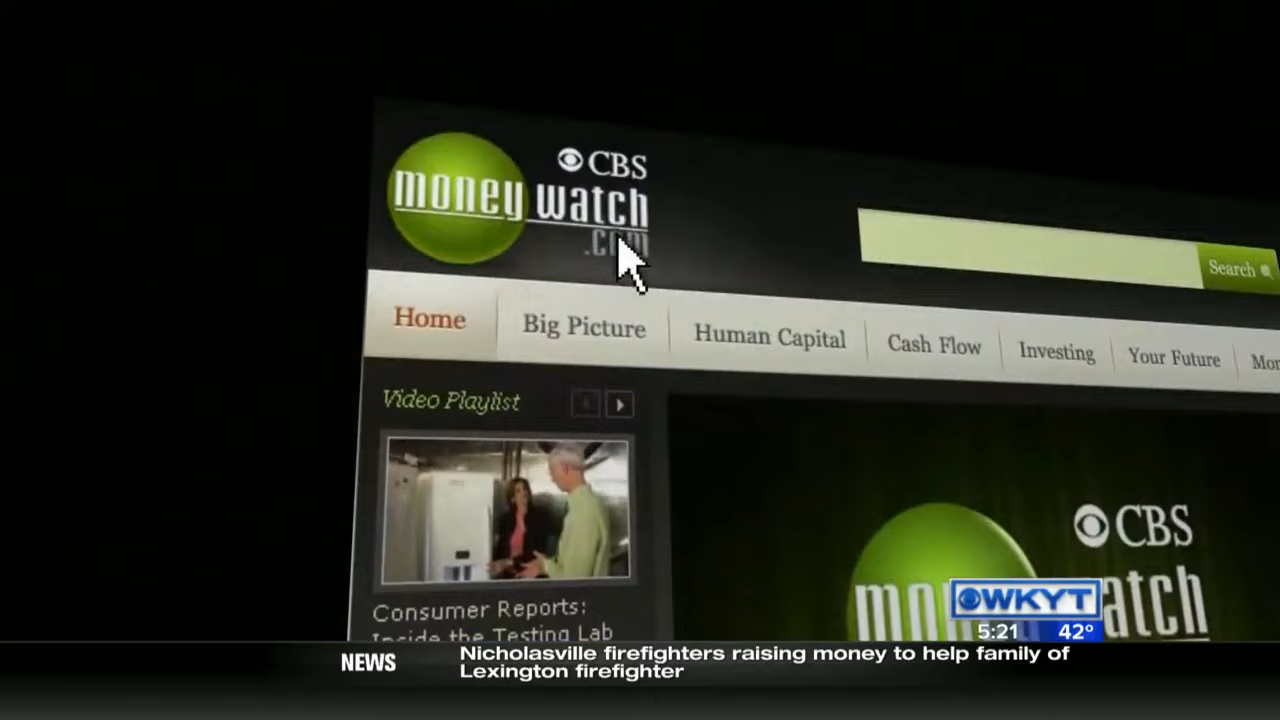 CBS
money watch
.com
Search
Home
Big Picture
Human Capital
Cash Flow
Investing
Your Future
Video Playlist
Consumer Reports:
Inside the Testing Lab
CBS
WKYT
5:21 42°
NEWS
Nicholasville firefighters raising money to help family of
Lexington firefighter